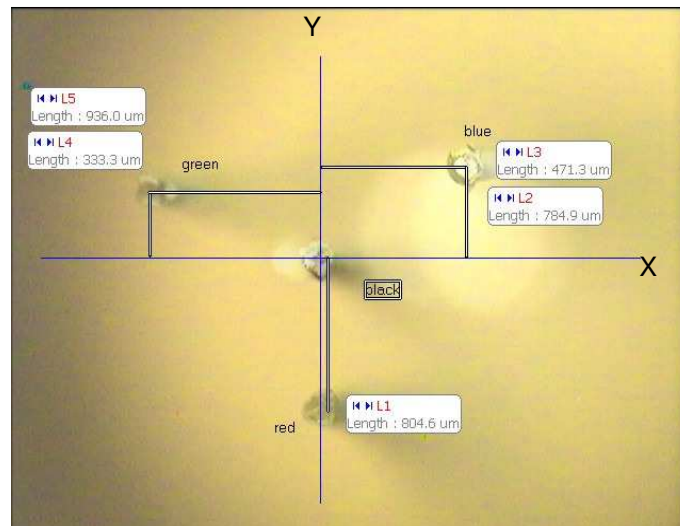 Y
L5
Length : 936.0 um
L4
Length : 333.3 um
green
blue
L3
Length : 471.3 um
L2
Length : 784.9 um
X
black
L1
Length : 804.6 um
red